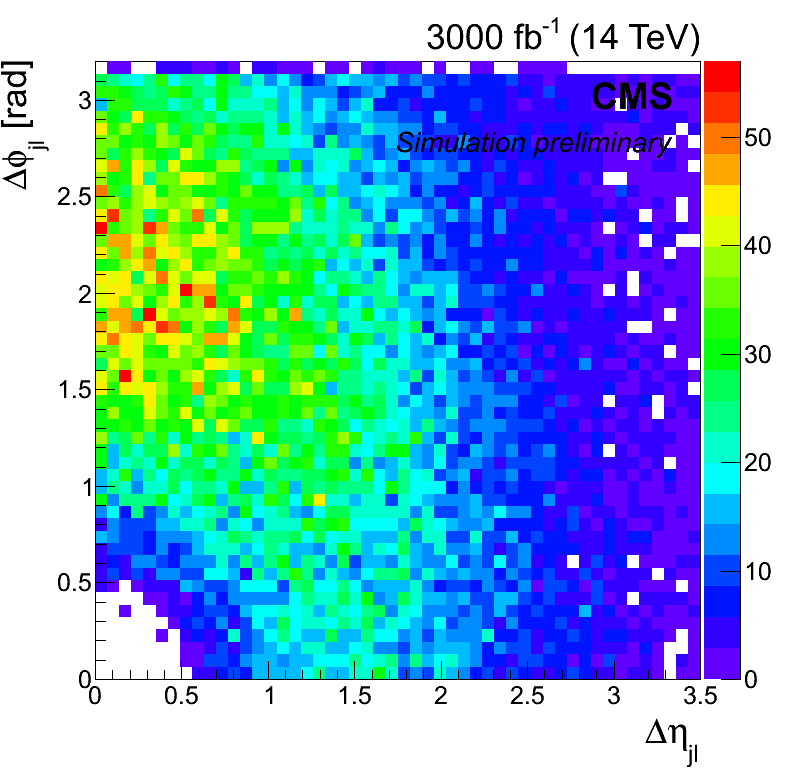 3000 fb⁻¹ (14 TeV)
CMS
Simulation preliminary
Δϕjl [rad]
3
2.5
2
1.5
1
0.5
0
0 0.5 1 1.5 2 2.5 3 3.5
Δηjl
50
40
30
20
10
0